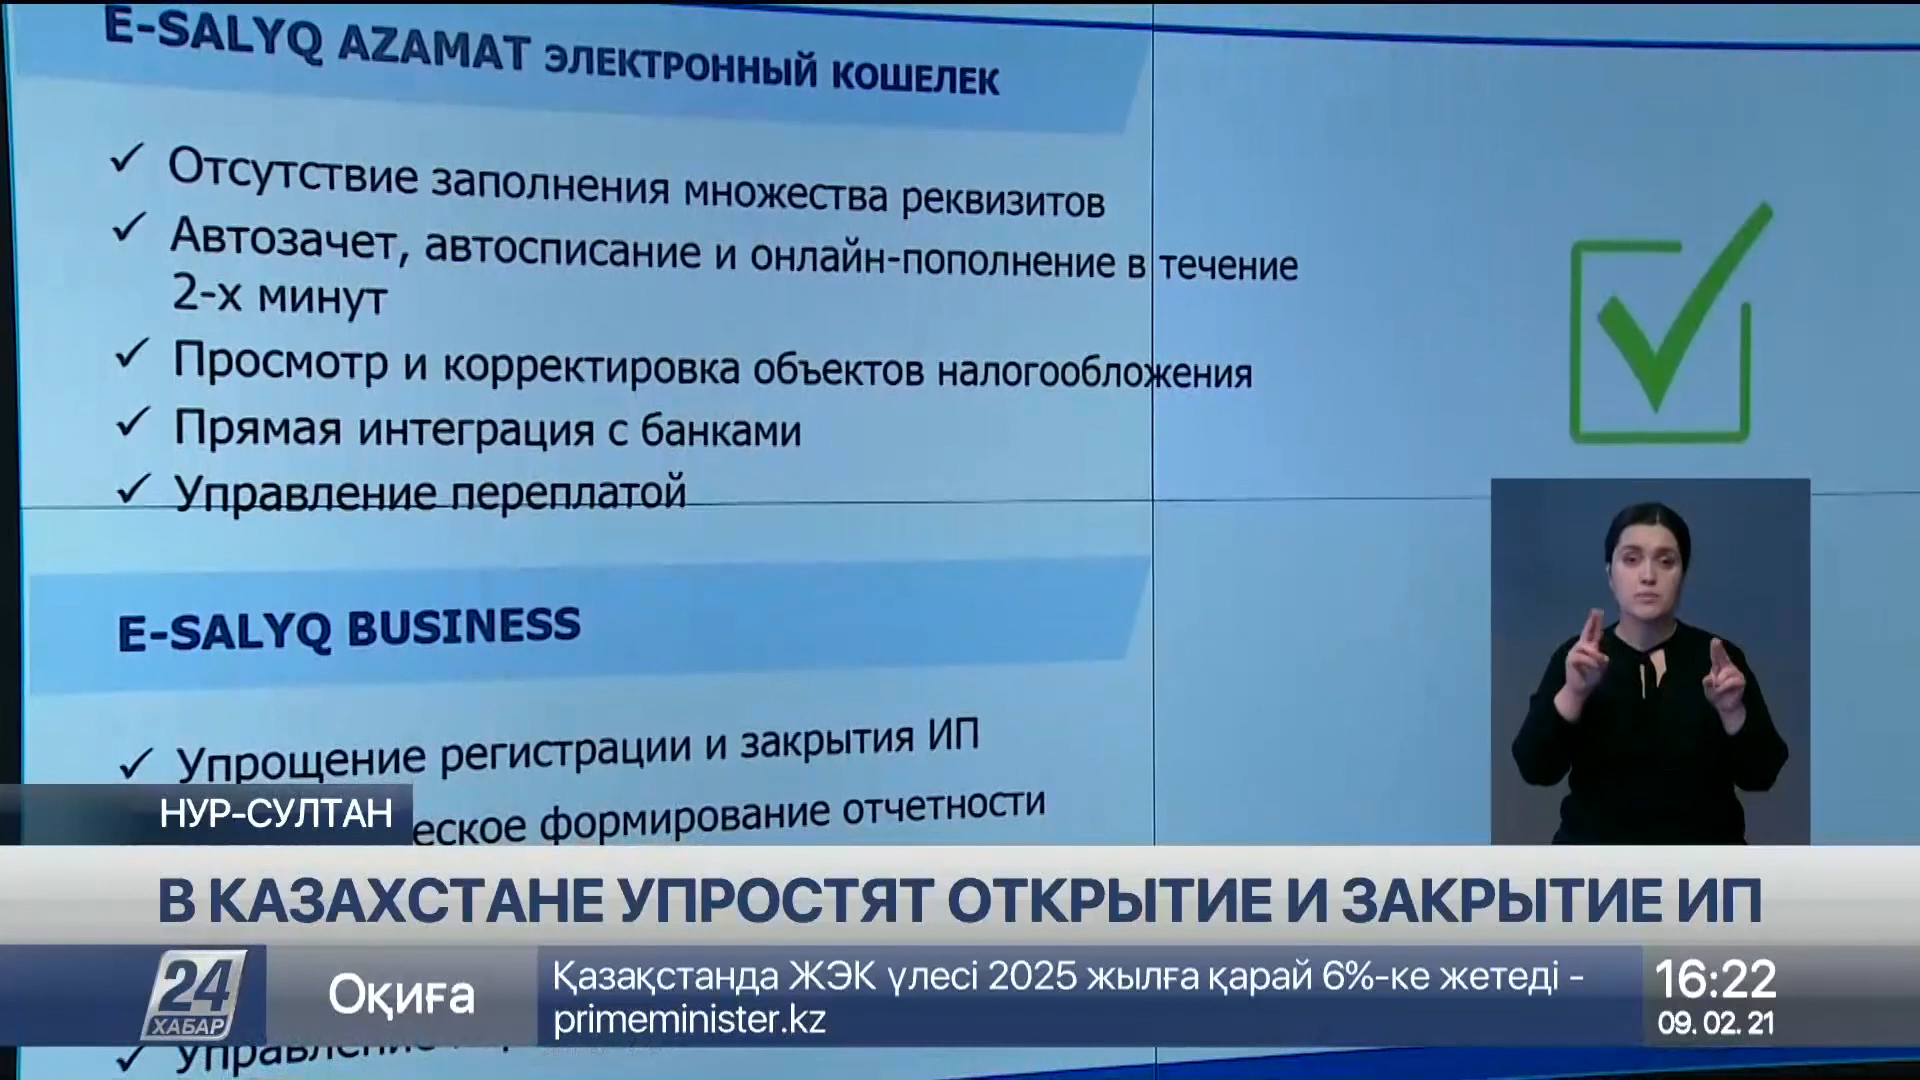 E-SALYQ AZAMAT ЭЛЕКТРОННЫЙ КОШЕЛЕК
✓ Отсутствие заполнения множества реквизитов
✓ Автозачет, автосписание и онлайн-пополнение в течение
2-х минут
✓ Просмотр и корректировка объектов налогообложения
✓ Прямая интеграция с банками
✓ Управление переплатой
E-SALYQ BUSINESS
✓ Упрощение регистрации и закрытия ИП
еское формирование отчетности
НУР-СУЛТАН
В КАЗАХСТАНЕ УПРОСТЯТ ОТКРЫТИЕ И ЗАКРЫТИЕ ИП
24
ХАБАР
Оқиға
Қазақстанда ЖЭК үлесі 2025 жылға қарай 6%-ке жетеді -
primeminister.kz
16:22
09. 02. 21